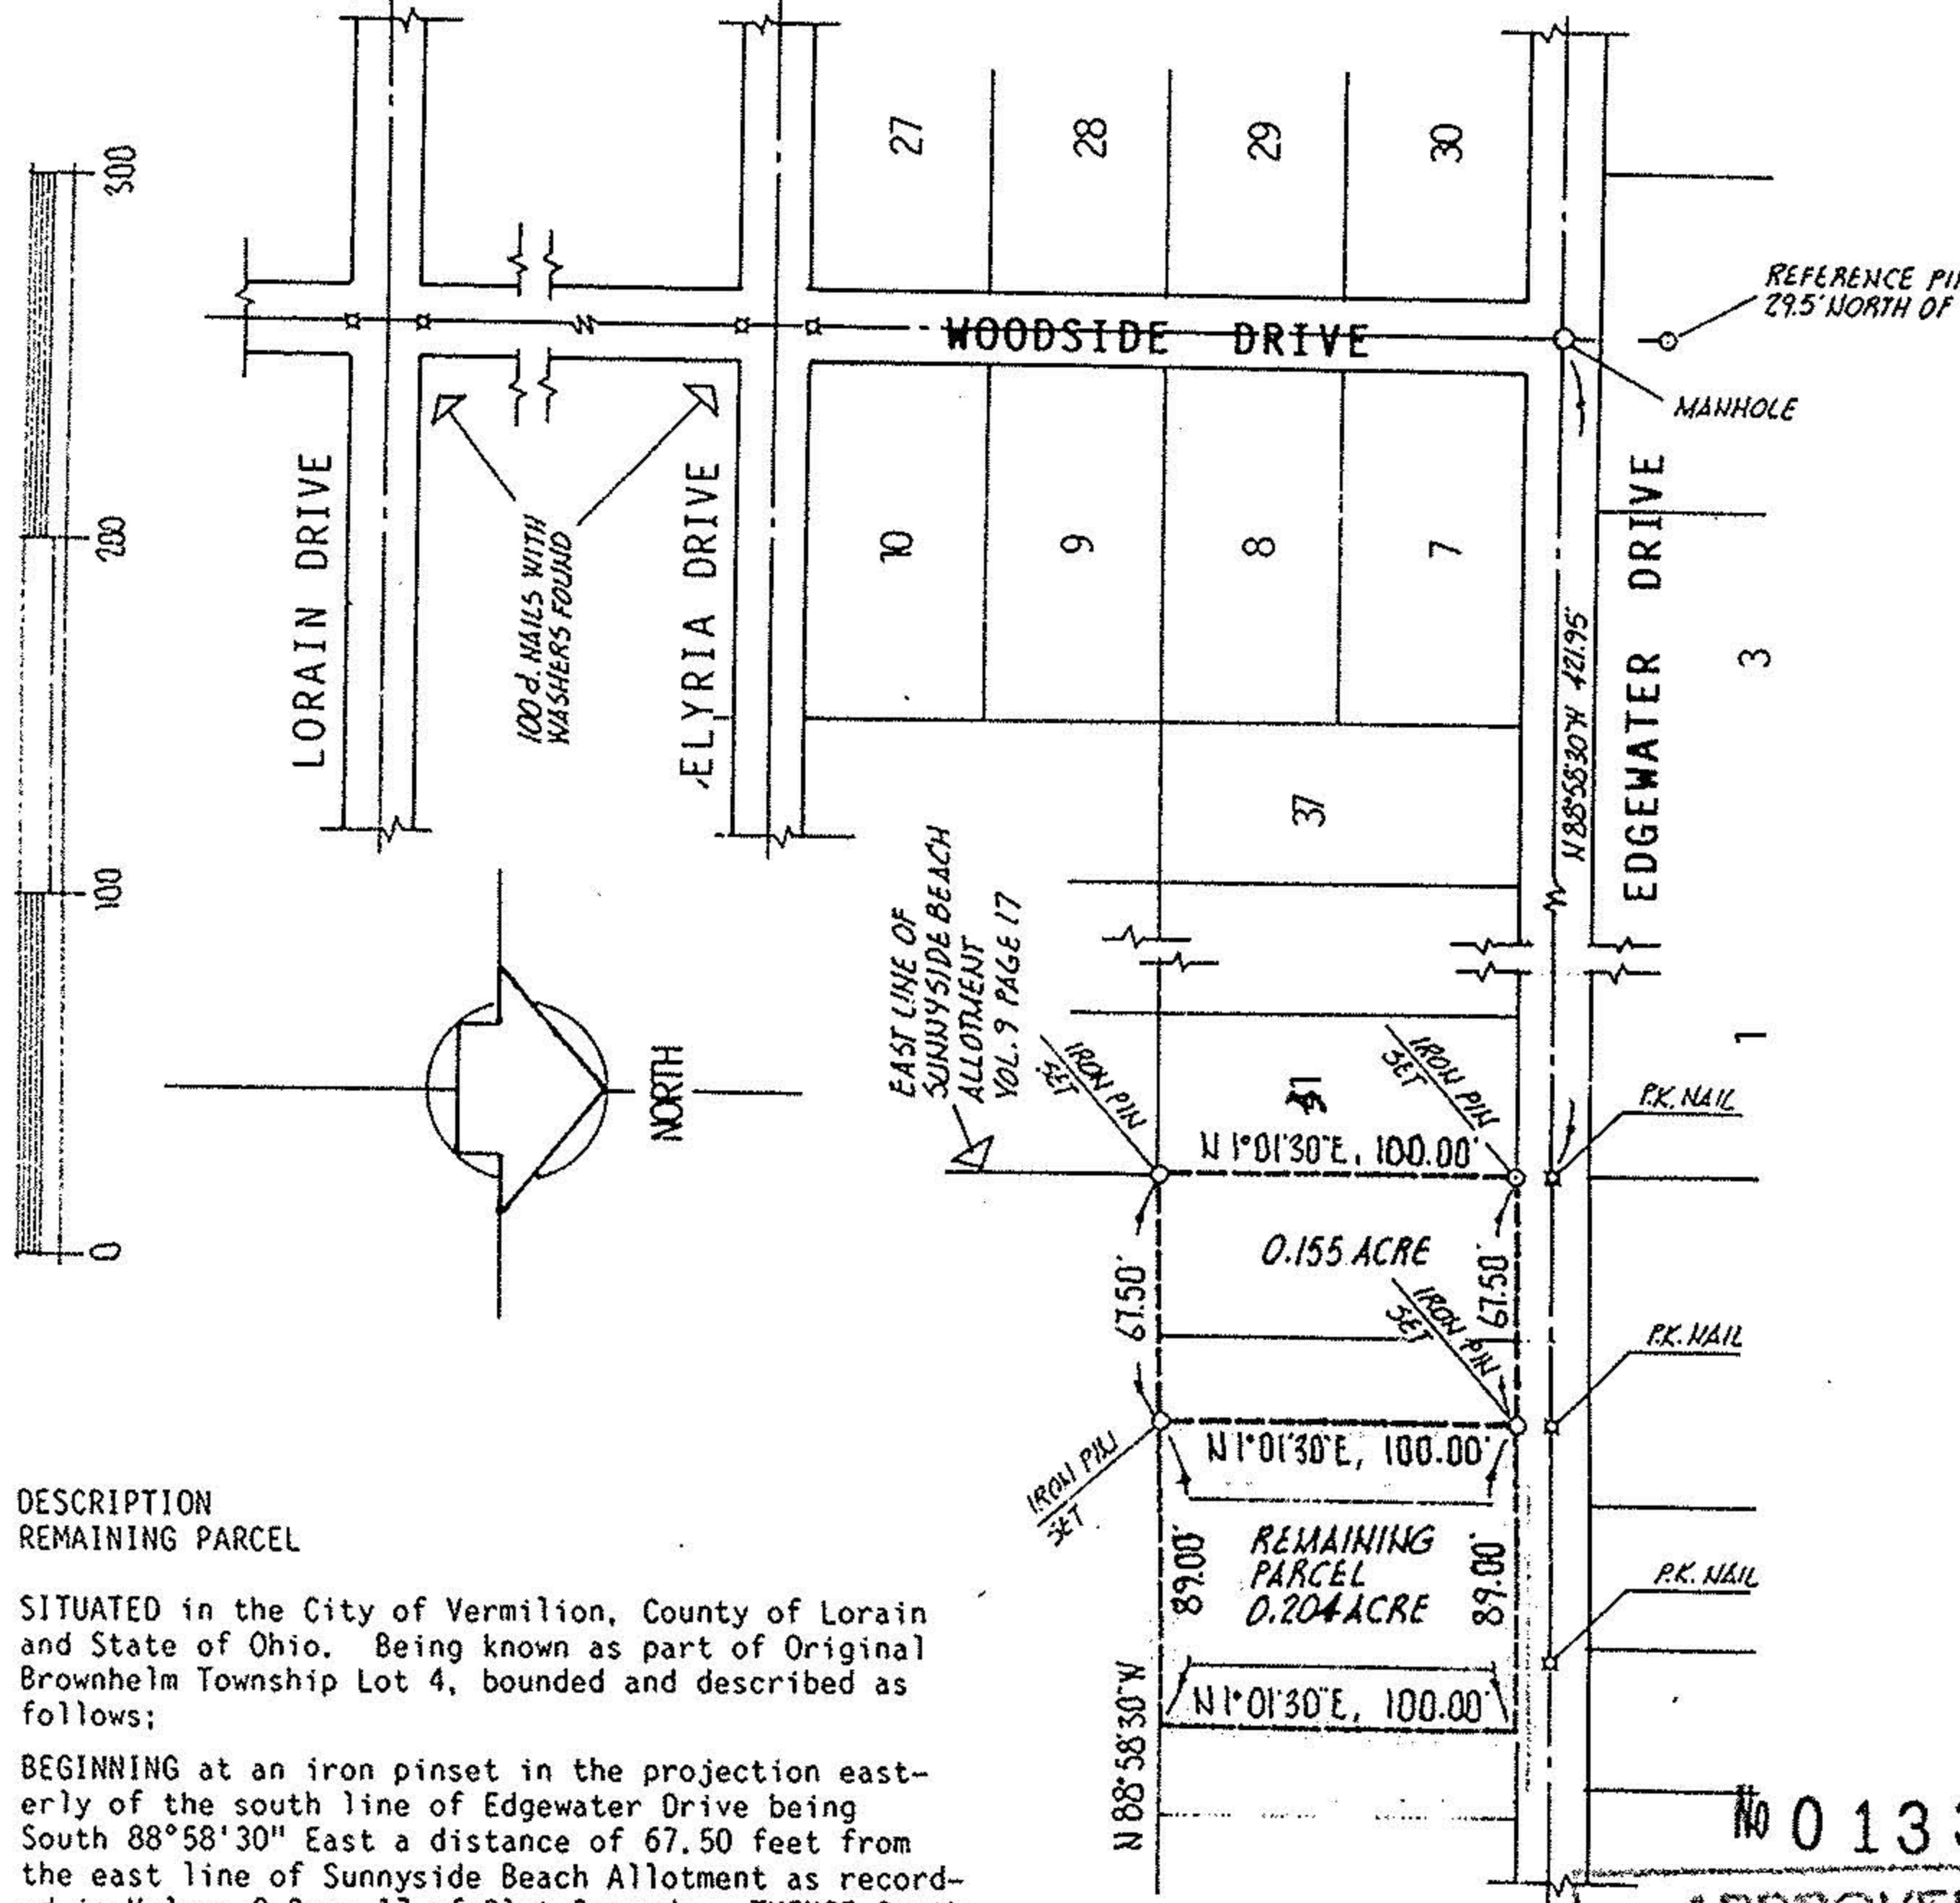 300
200
100
0
27
28
29
30
WOODSIDE DRIVE
29.5' NORTH OF
REFERENCE
MANHOLE
LORAIN DRIVE
100 d. NAILS WITH
WASHERS FOUND
ELYRIA DRIVE
10
9
8
7
N 88°58'30"W 421.95'
EDGEWATER DRIVE
3
37
EAST LINE OF
SUNNYSIDE BEACH
ALLOTMENT
VOL. 9 PAGE 17
NORTH
IRON PIN
SET
IRON PIN
SET
1
P.K. NAIL
N 1°01'30"E, 100.00'
0.155 ACRE
67.50'
67.50'
IRON PIN
SET
P.K. NAIL
IRON PIN
SET
N 1°01'30"E, 100.00'
REMAINING
PARCEL
0.204 ACRE
89.00'
89.00'
P.K. NAIL
N 1°01'30"E, 100.00'
N 88°58'30"W
DESCRIPTION
REMAINING PARCEL
SITUATED in the City of Vermilion, County of Lorain
and State of Ohio. Being known as part of Original
Brownhelm Township Lot 4, bounded and described as
follows;
BEGINNING at an iron pinset in the projection east-
erly of the south line of Edgewater Drive being
South 88°58'30" East a distance of 67.50 feet from
the east line of Sunnyside Beach Allotment as record-
No 0133